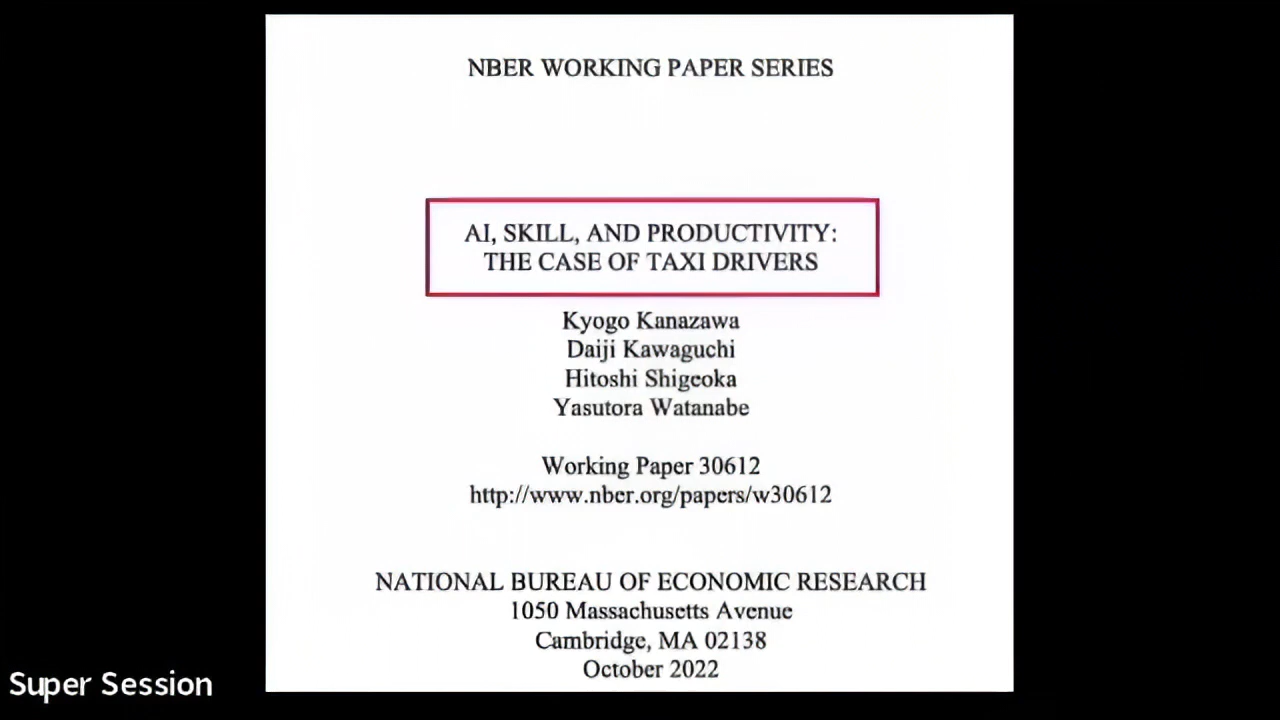 NBER WORKING PAPER SERIES
AI, SKILL, AND PRODUCTIVITY:
THE CASE OF TAXI DRIVERS
Kyogo Kanazawa
Daiji Kawaguchi
Hitoshi Shigeoka
Yasutora Watanabe
Working Paper 30612
http://www.nber.org/papers/w30612
NATIONAL BUREAU OF ECONOMIC RESEARCH
1050 Massachusetts Avenue
Cambridge, MA 02138
October 2022
Super Session